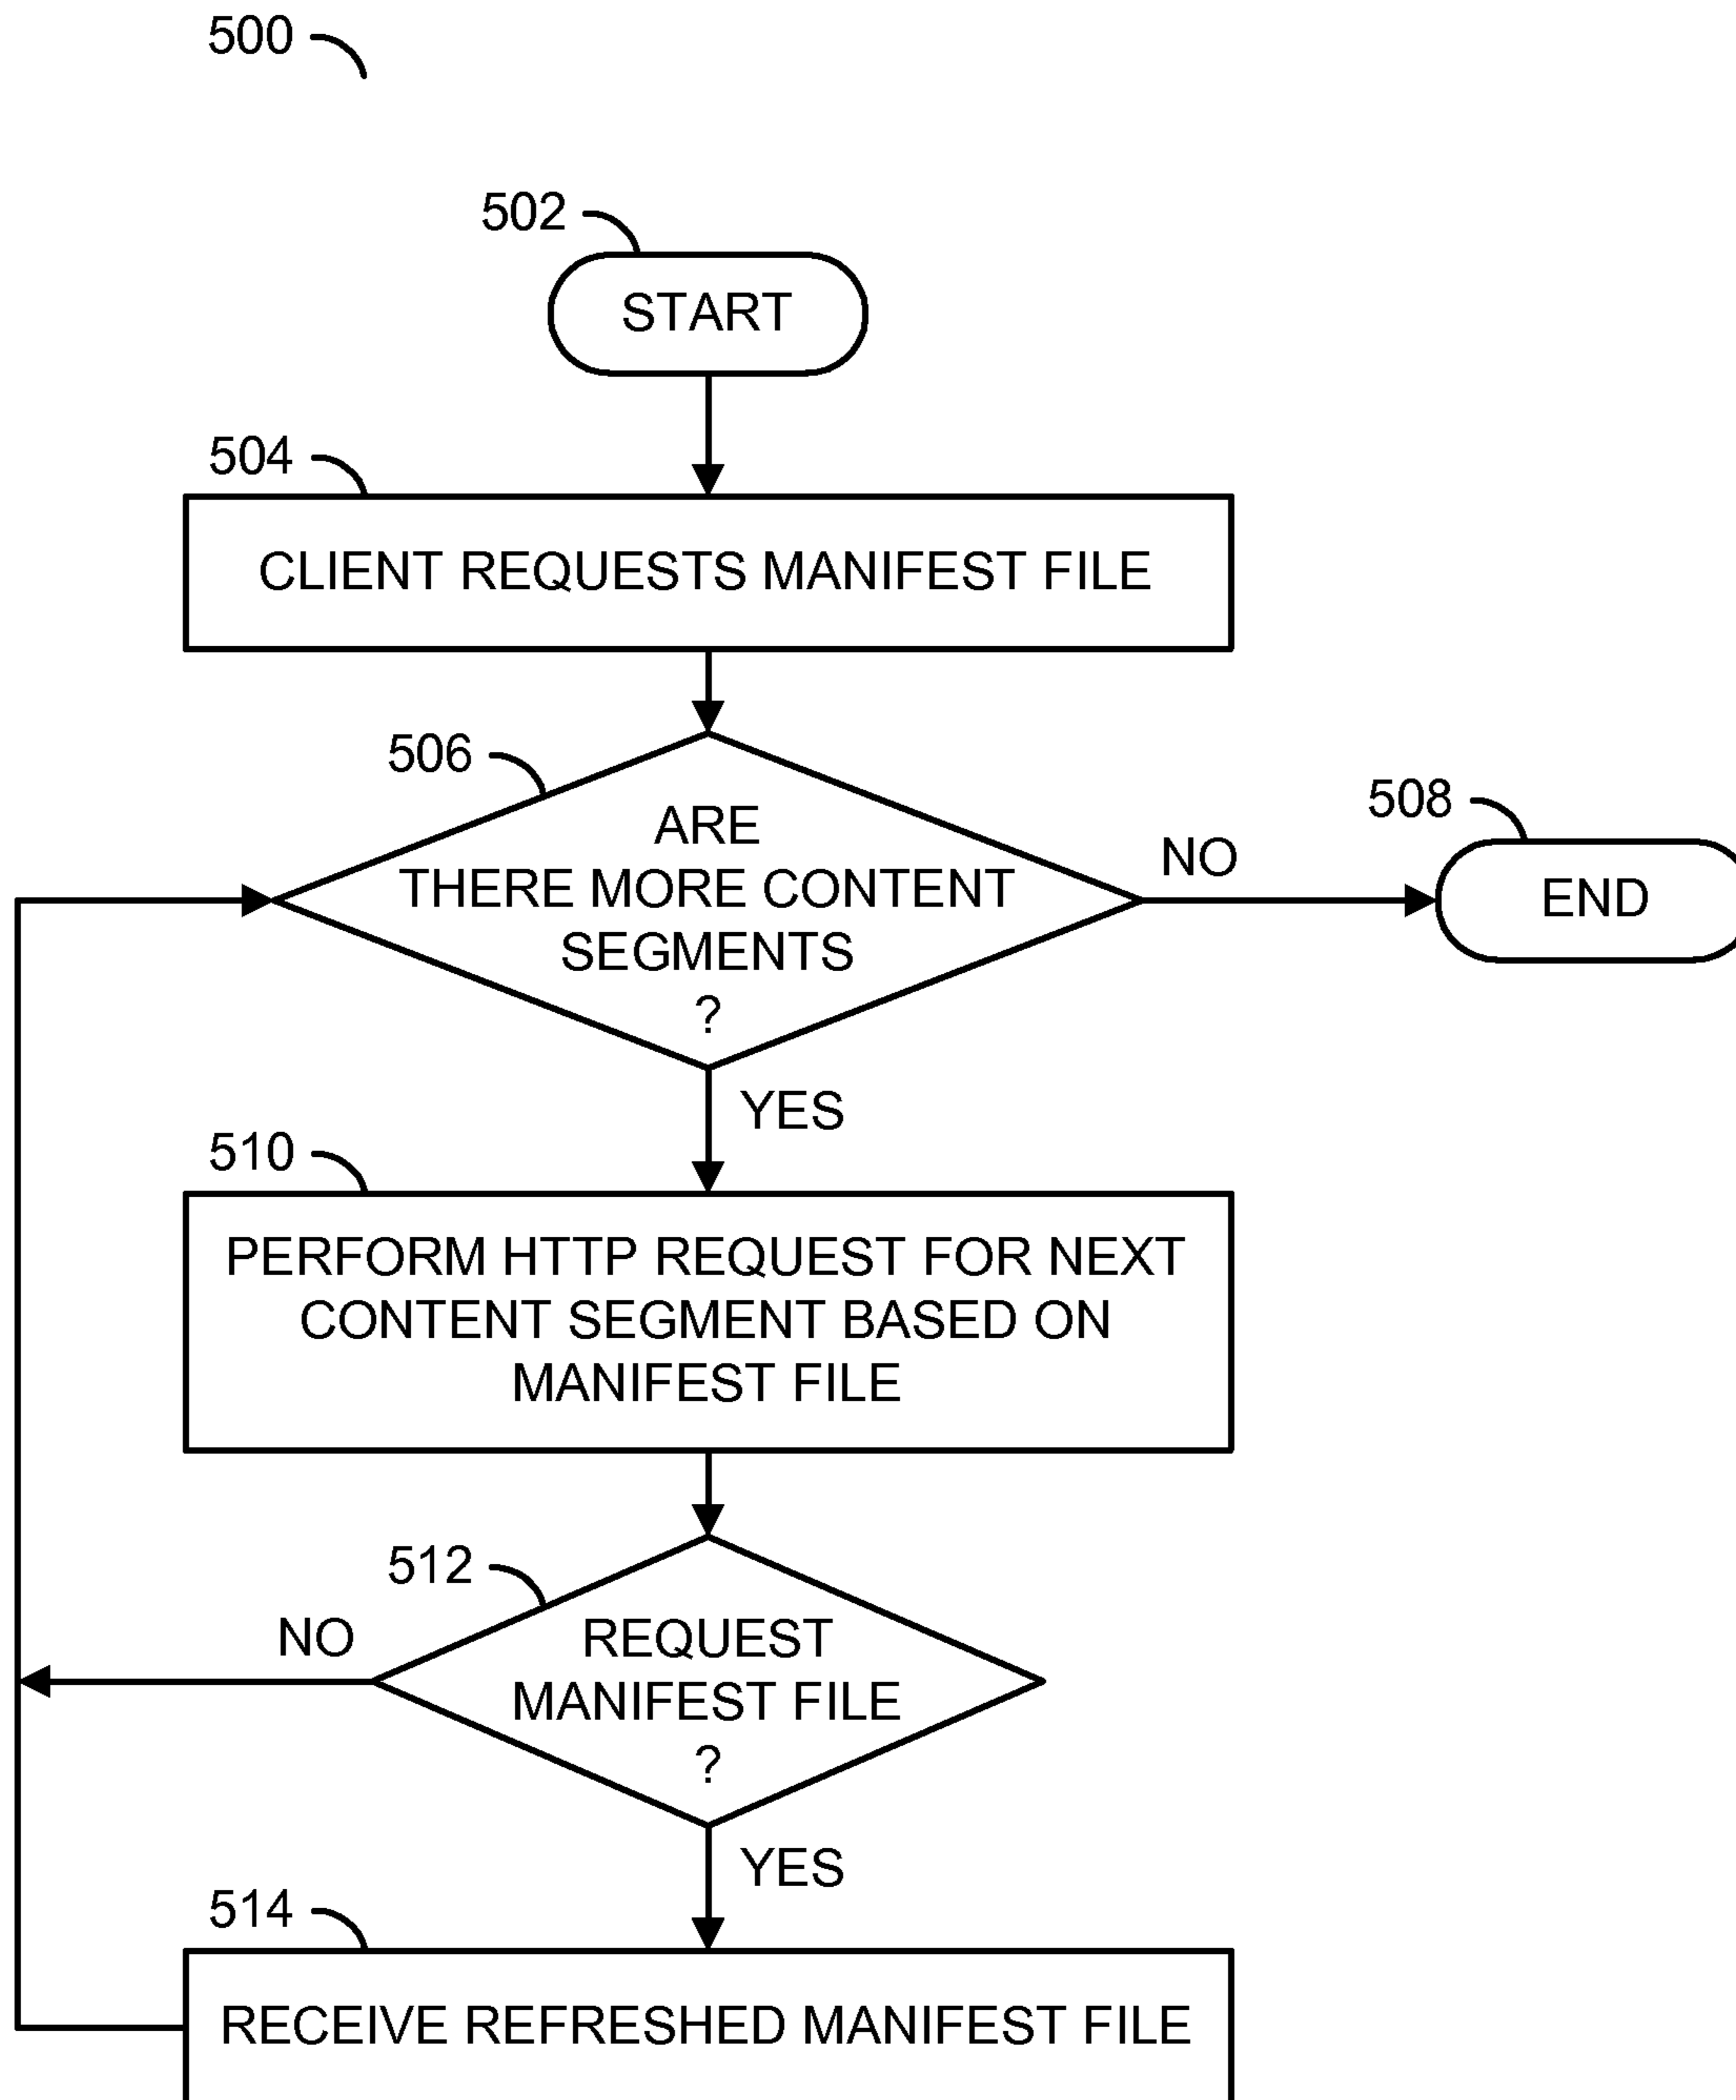 500
502
START
504
CLIENT REQUESTS MANIFEST FILE
506
ARE
THERE MORE CONTENT
SEGMENTS
?
NO
508
END
YES
510
PERFORM HTTP REQUEST FOR NEXT
CONTENT SEGMENT BASED ON
MANIFEST FILE
512
NO
REQUEST
MANIFEST FILE
?
YES
514
RECEIVE REFRESHED MANIFEST FILE